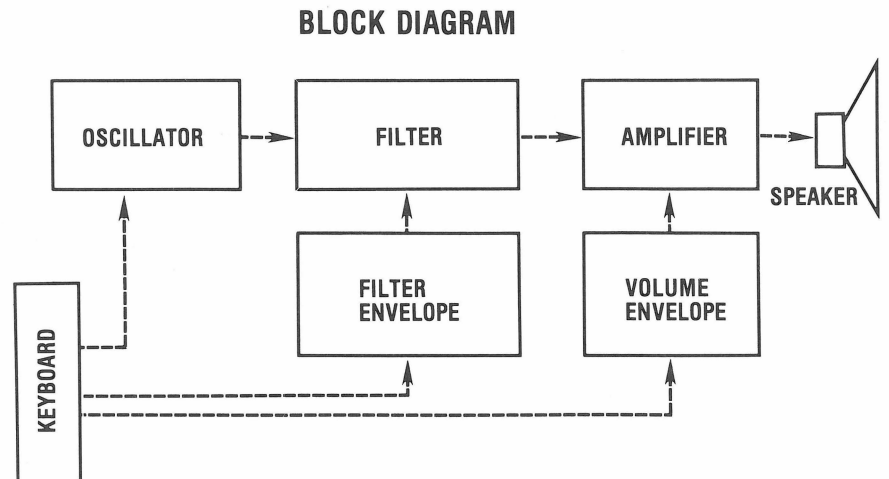 BLOCK DIAGRAM
OSCILLATOR
FILTER
AMPLIFIER
SPEAKER
FILTER
ENVELOPE
VOLUME
ENVELOPE
KEYBOARD